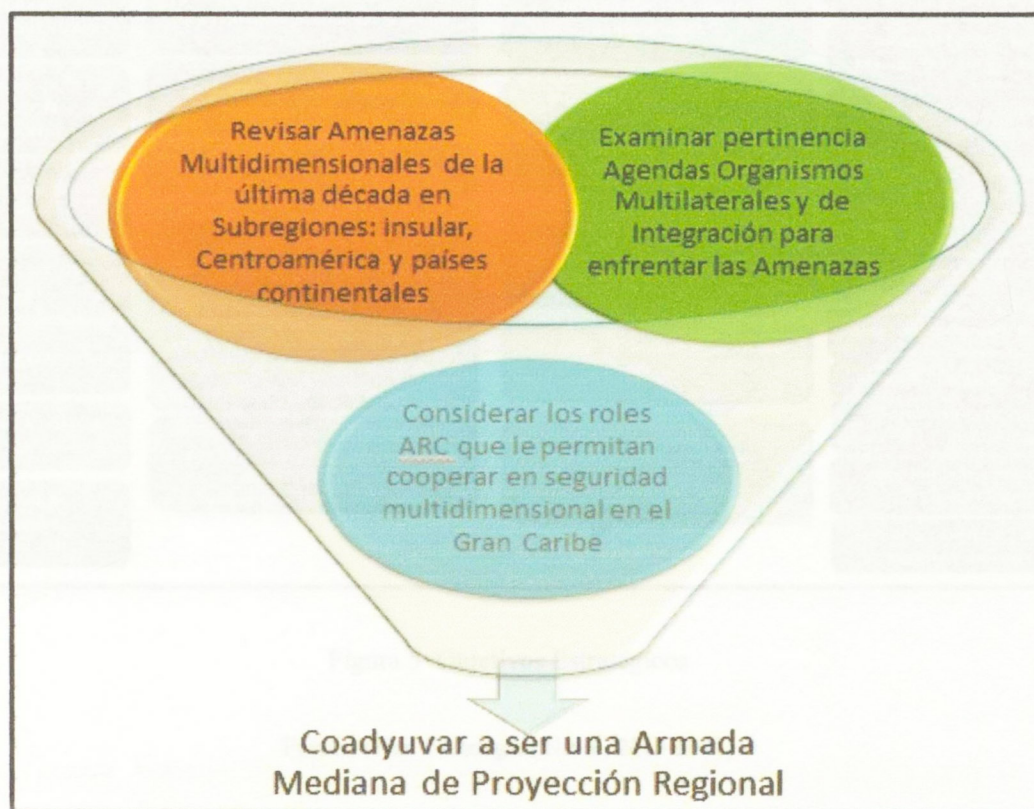 Revisar Amenazas
Multidimensionales de la
última década en
Subregiones: insular,
Centroamérica y países
continentales
Examinar pertinencia
Agendas Organismos
Multilaterales y de
Integración para
enfrentar las Amenazas
Considerar los roles
ARC que le permitan
cooperar en seguridad
multidimensional en el
Gran Caribe
Coadyuvar a ser una Armada
Mediana de Proyección Regional